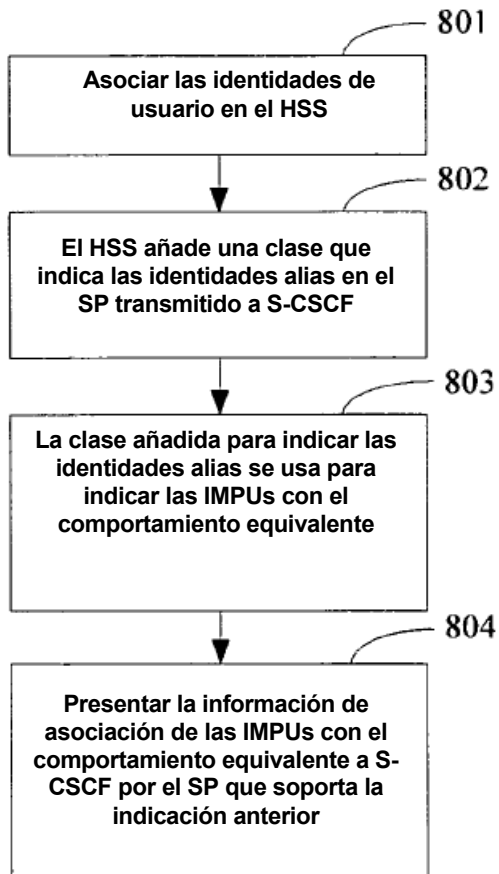 801
Asociar las identidades de
usuario en el HSS
802
El HSS añade una clase que
indica las identidades alias en el
SP transmitido a S-CSCF
803
La clase añadida para indicar las
identidades alias se usa para
indicar las IMPUs con el
comportamiento equivalente
804
Presentar la información de
asociación de las IMPUs con el
comportamiento equivalente a S-
CSCF por el SP que soporta la
indicación anterior